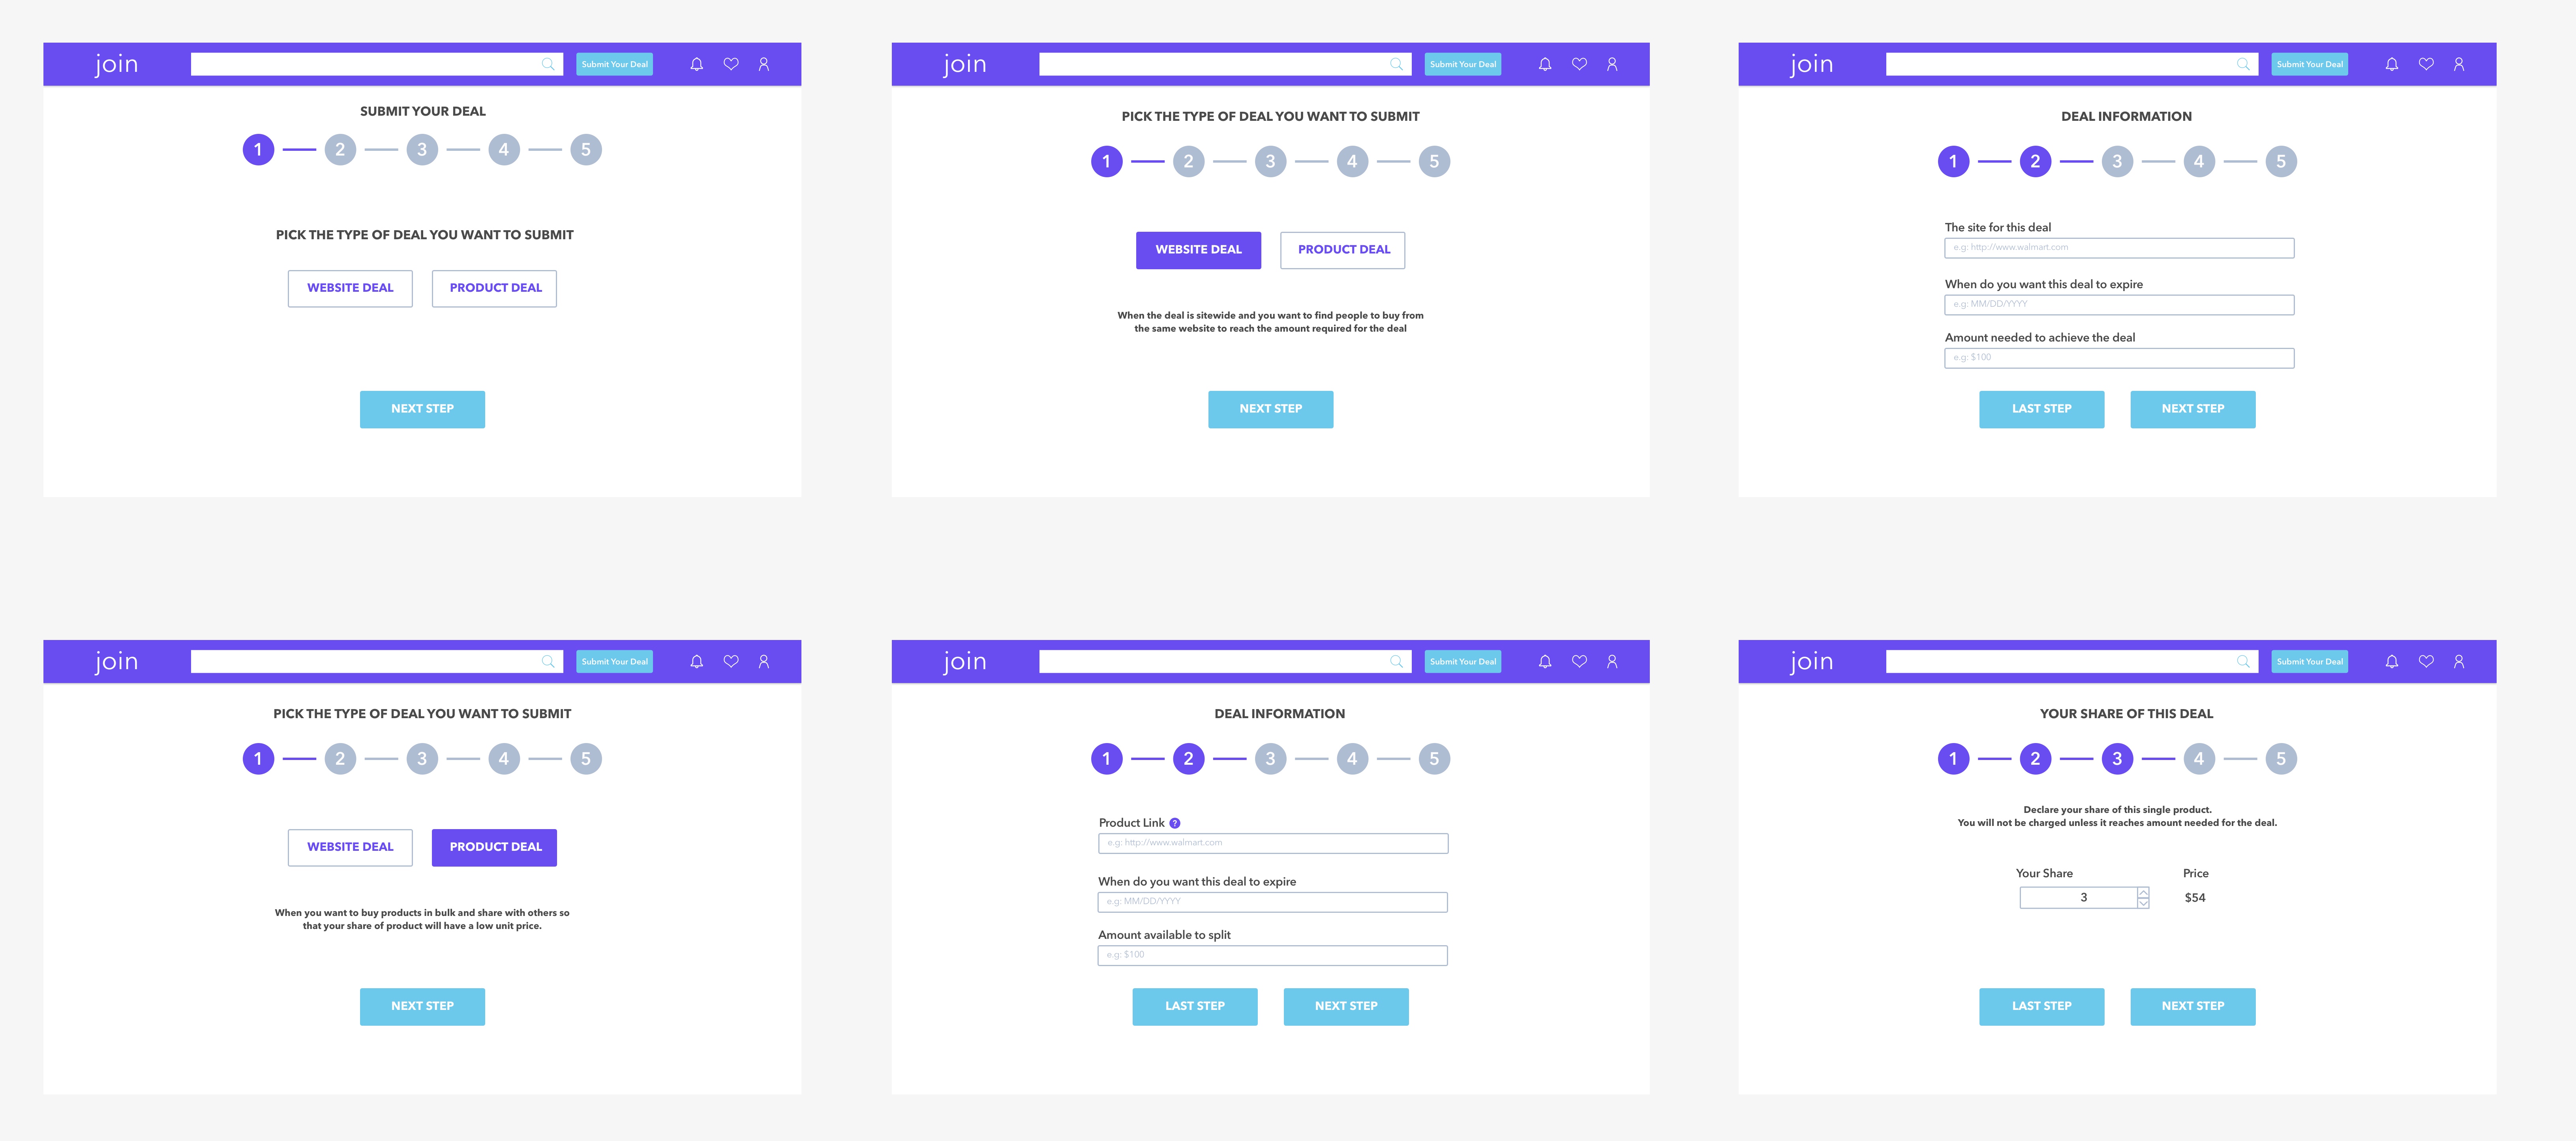 join
Submit Your Deal
SUBMIT YOUR DEAL
1 2 3 4 5
PICK THE TYPE OF DEAL YOU WANT TO SUBMIT
WEBSITE DEAL
PRODUCT DEAL
NEXT STEP
join
Submit Your Deal
PICK THE TYPE OF DEAL YOU WANT TO SUBMIT
1 2 3 4 5
WEBSITE DEAL
PRODUCT DEAL
When the deal is sitewide and you want to find people to buy from
the same website to reach the amount required for the deal
NEXT STEP
join
Submit Your Deal
DEAL INFORMATION
1 2 3 4 5
The site for this deal
e.g: http://www.walmart.com
When do you want this deal to expire
e.g: MM/DD/YYYY
Amount needed to achieve the deal
e.g: $100
LAST STEP
NEXT STEP
join
Submit Your Deal
PICK THE TYPE OF DEAL YOU WANT TO SUBMIT
1 2 3 4 5
WEBSITE DEAL
PRODUCT DEAL
When you want to buy products in bulk and share with others so
that your share of product will have a low unit price.
NEXT STEP
join
Submit Your Deal
DEAL INFORMATION
1 2 3 4 5
Product Link ?
e.g: http://www.walmart.com
When do you want this deal to expire
e.g: MM/DD/YYYY
Amount available to split
e.g: $100
LAST STEP
NEXT STEP
join
Submit Your Deal
YOUR SHARE OF THIS DEAL
1 2 3 4 5
Declare your share of this single product.
You will not be charged unless it reaches amount needed for the deal.
Your Share Price
3 $54
LAST STEP
NEXT STEP